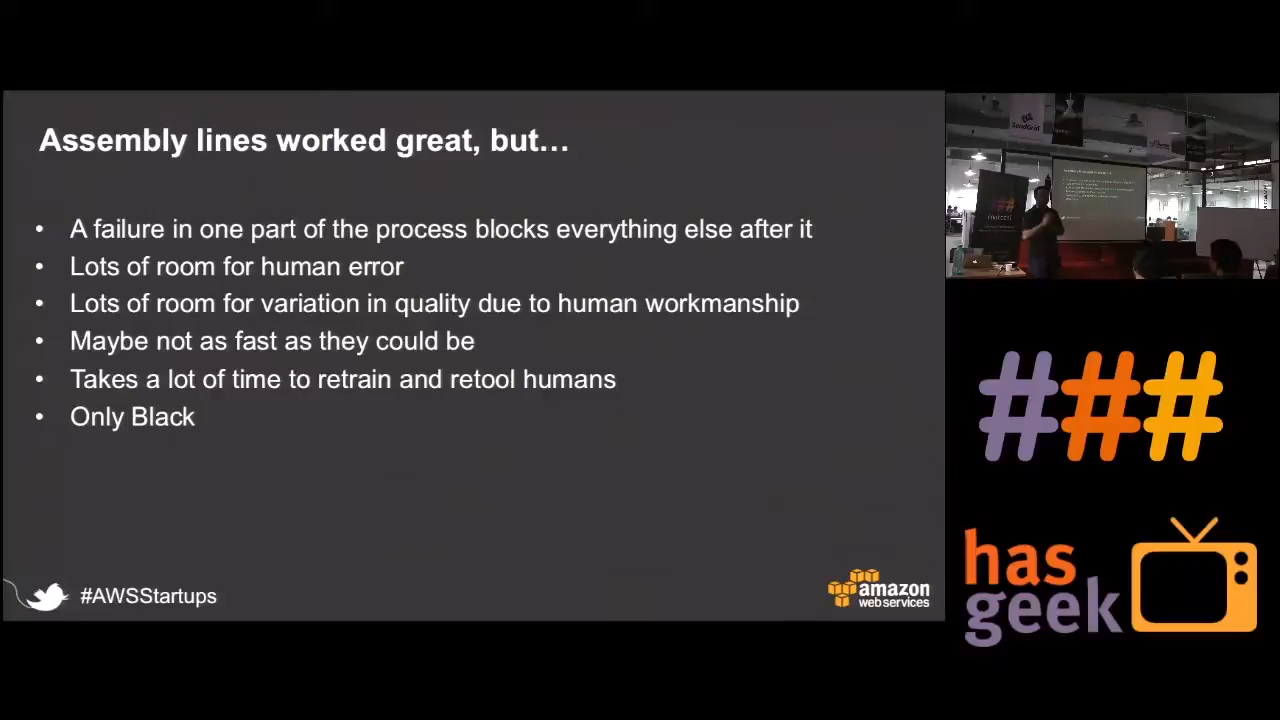 Assembly lines worked great, but…
• A failure in one part of the process blocks everything else after it
• Lots of room for human error
• Lots of room for variation in quality due to human workmanship
• Maybe not as fast as they could be
• Takes a lot of time to retrain and retool humans
• Only Black
#AWSStartups
amazon
webservices
SendGrid
###
has
geek